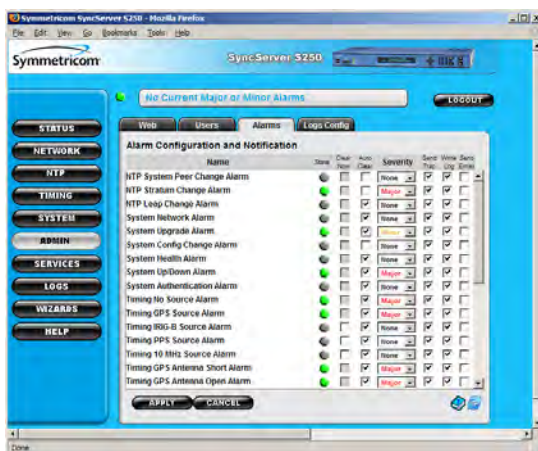 Symmetricom SyncServer S250 - Mozilla Firefox
File Edit View Go Bookmarks Tools Help
Symmetricom
SyncServer S250
No Current Major or Minor Alarms
LOGOUT
STATUS
NETWORK
NTP
TIMING
SYSTEM
ADMIN
SERVICES
LOGS
WIZARDS
HELP
Web Users Alarms Logs Config
Alarm Configuration and Notification
Name State Clear Now Auto Clear Severity Send Trap Write Log Send Email
NTP System Peer Change Alarm None
NTP Stratum Change Alarm Major
NTP Leap Change Alarm None
System Network Alarm None
System Upgrade Alarm Minor
System Config Change Alarm None
System Health Alarm None
System Up/Down Alarm Major
System Authentication Alarm None
Timing No Source Alarm Major
Timing GPS Source Alarm Major
Timing IRIG-B Source Alarm None
Timing PPS Source Alarm None
Timing 10 MHz Source Alarm None
Timing GPS Antenna Short Alarm Major
Timing GPS Antenna Open Alarm Major
APPLY CANCEL
Done